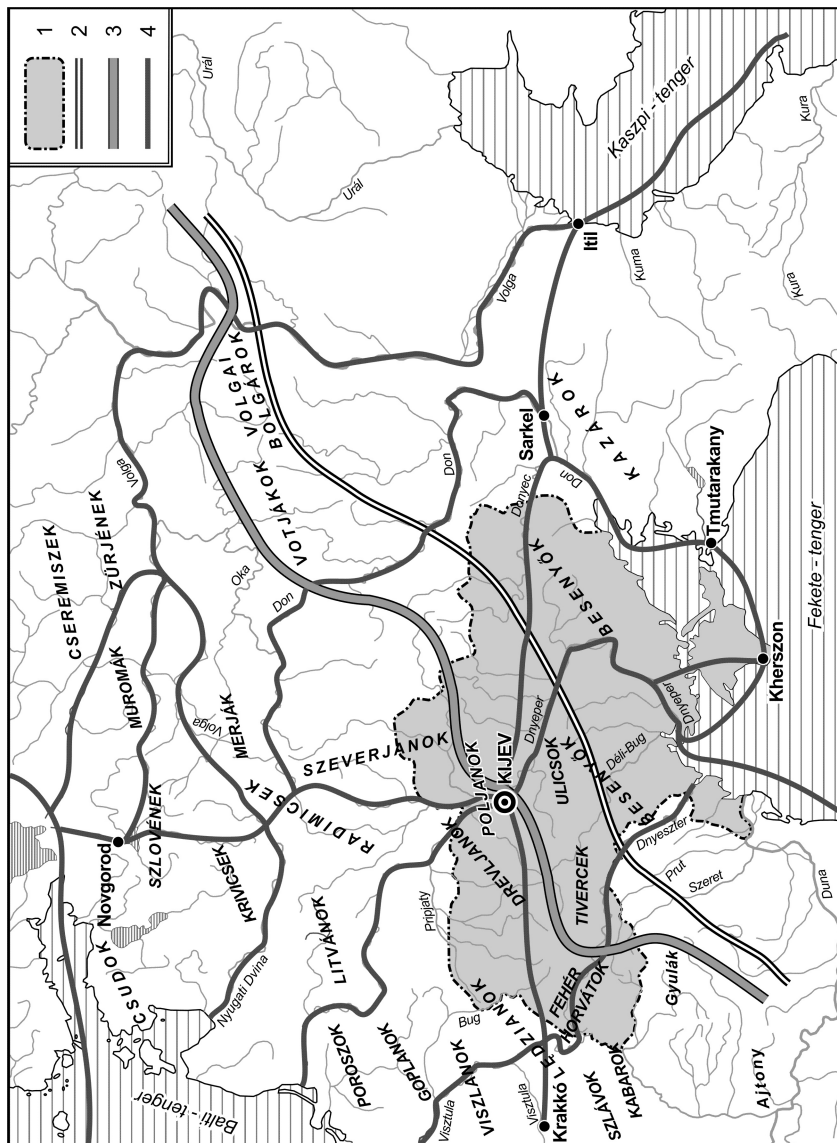 1
2
3
4
Urál
Urál
Kaszpi - tenger
Kura
Kura
Kuma
Itil
Volga
VOLGAI
BOLGÁROK
VOTJÁKOK
Volga
CSEREMISZEK
ZÜRJÉNEK
MUROMÁK
Oka
Don
Don
Sarkel
KAZÁROK
Don
Donyec
Tmutarakany
Fekete - tenger
Kherszon
BESENYŐK
Dnyeper
Dnyeper
Volga
MERJÁK
SZEVERJÁNOK
RADIMICSEK
Novgorod
SZLOVÉNEK
KRIVICSEK
CSUDOK
Nyugati Dvina
LITVÁNOK
Balti - tenger
POROSZOK
GOPLANOK
POLJÁNOK
KIJEV
ULICSOK
BESENYŐK
Déli-Bug
DREVLJÁNOK
TIVERCEK
Dnyeszter
Prut
Szeret
Duna
Pripjaty
Bug
Visztula
VISZLANOK
Visztula
Krakkó
LEDZIANOK
FEHÉR
HORVÁTOK
SZLÁVOK
KABAROK
Gyulák
Ajtony